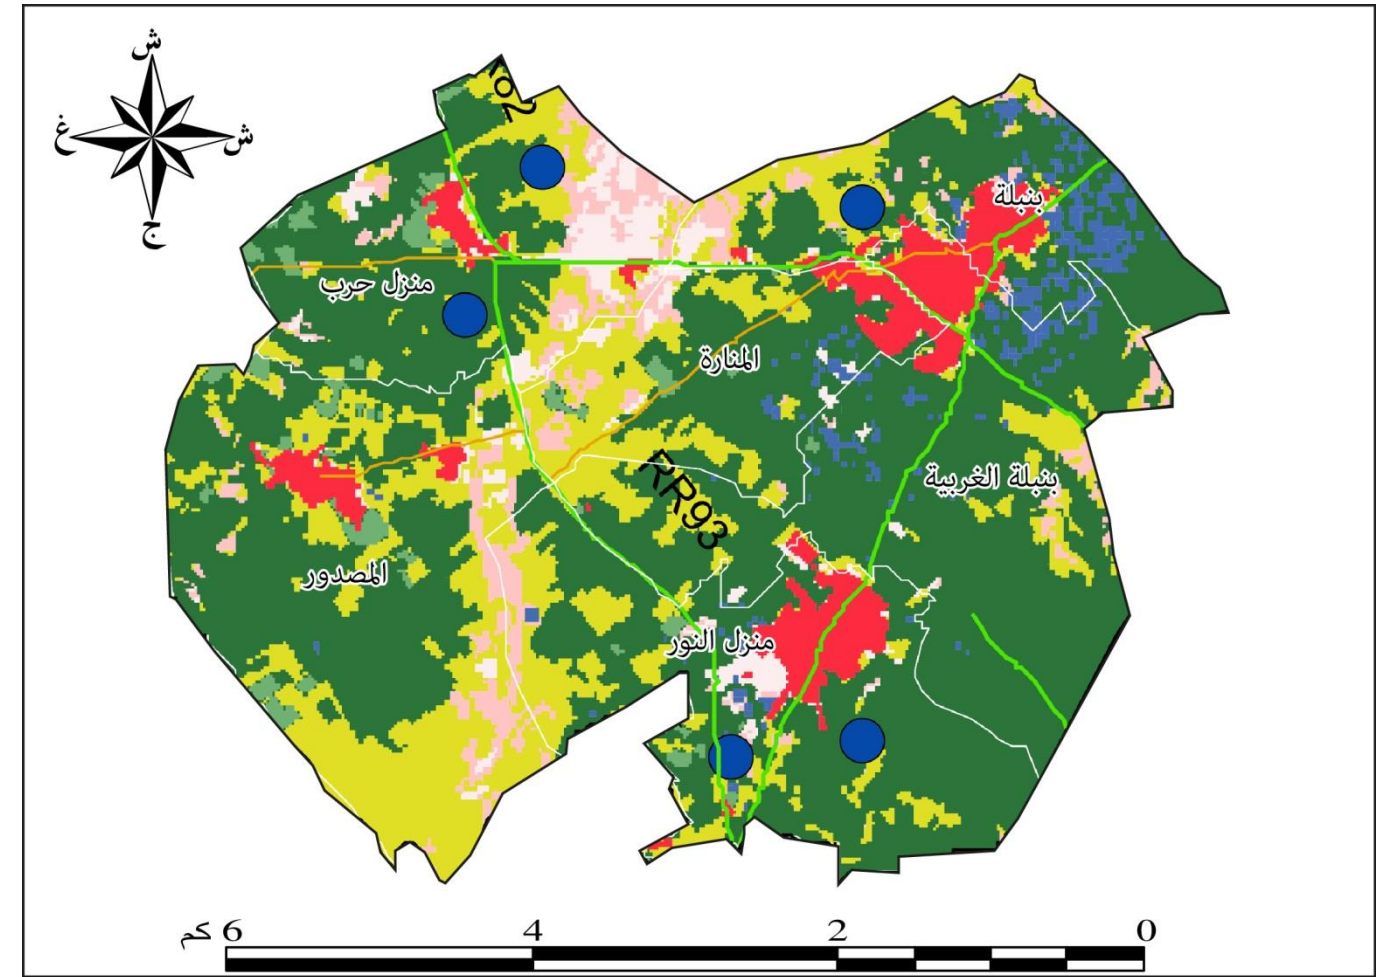 ش
غ
ش
ج
بنبلة
منزل حرب
المنارة
RR93
بنبلة الغربية
المصدور
منزل النور
كم 6 4 2 0